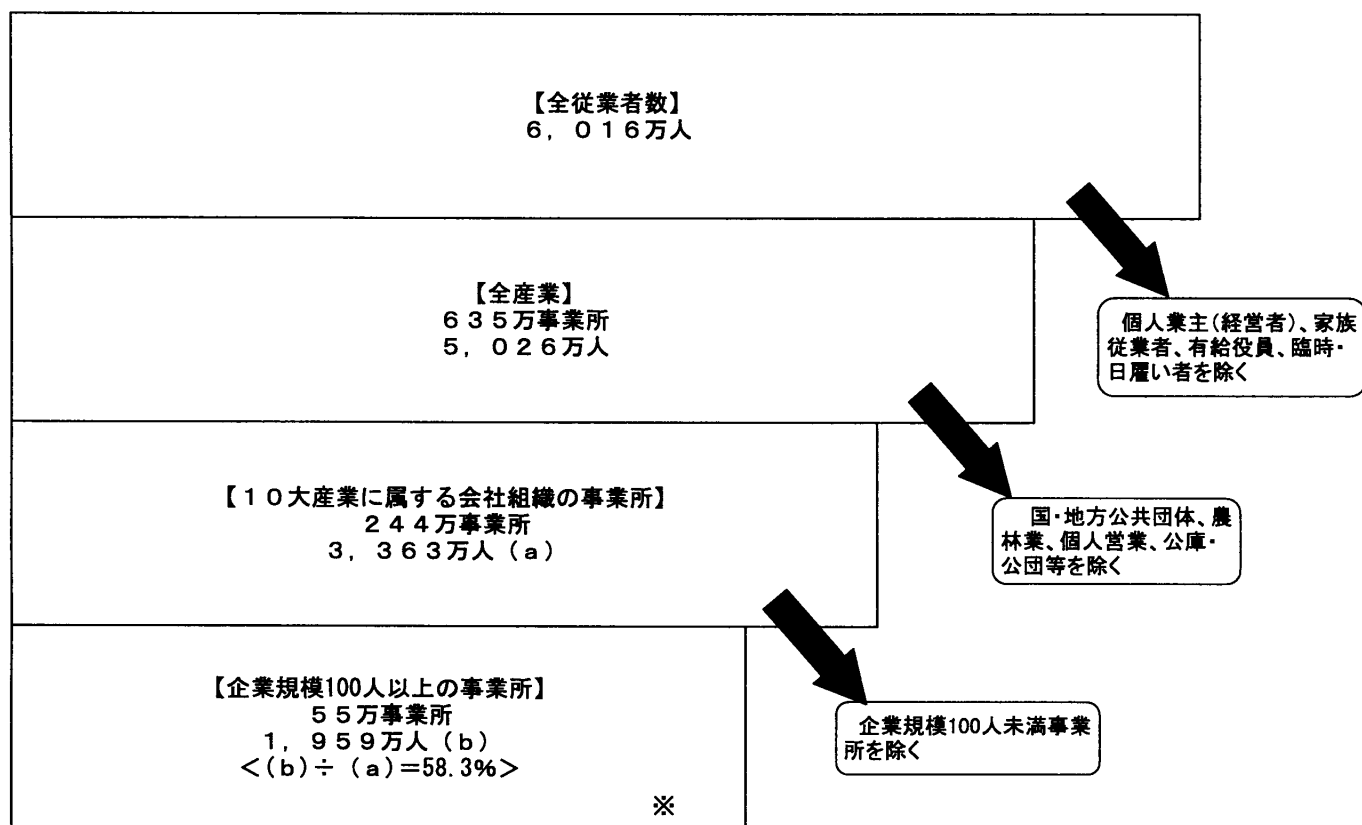 【全従業者数】
６，０１６万人
【全産業】
６３５万事業所
５，０２６万人
個人業主(経営者)、家族
従業者、有給役員、臨時・
日雇い者を除く
【１０大産業に属する会社組織の事業所】
２４４万事業所
３，３６３万人（ａ）
国・地方公共団体、農
林業、個人営業、公庫・
公団等を除く
【企業規模100人以上の事業所】
５５万事業所
１，９５９万人（ｂ）
＜(ｂ)÷（ａ)＝58.3%＞
※
企業規模100人未満事業
所を除く